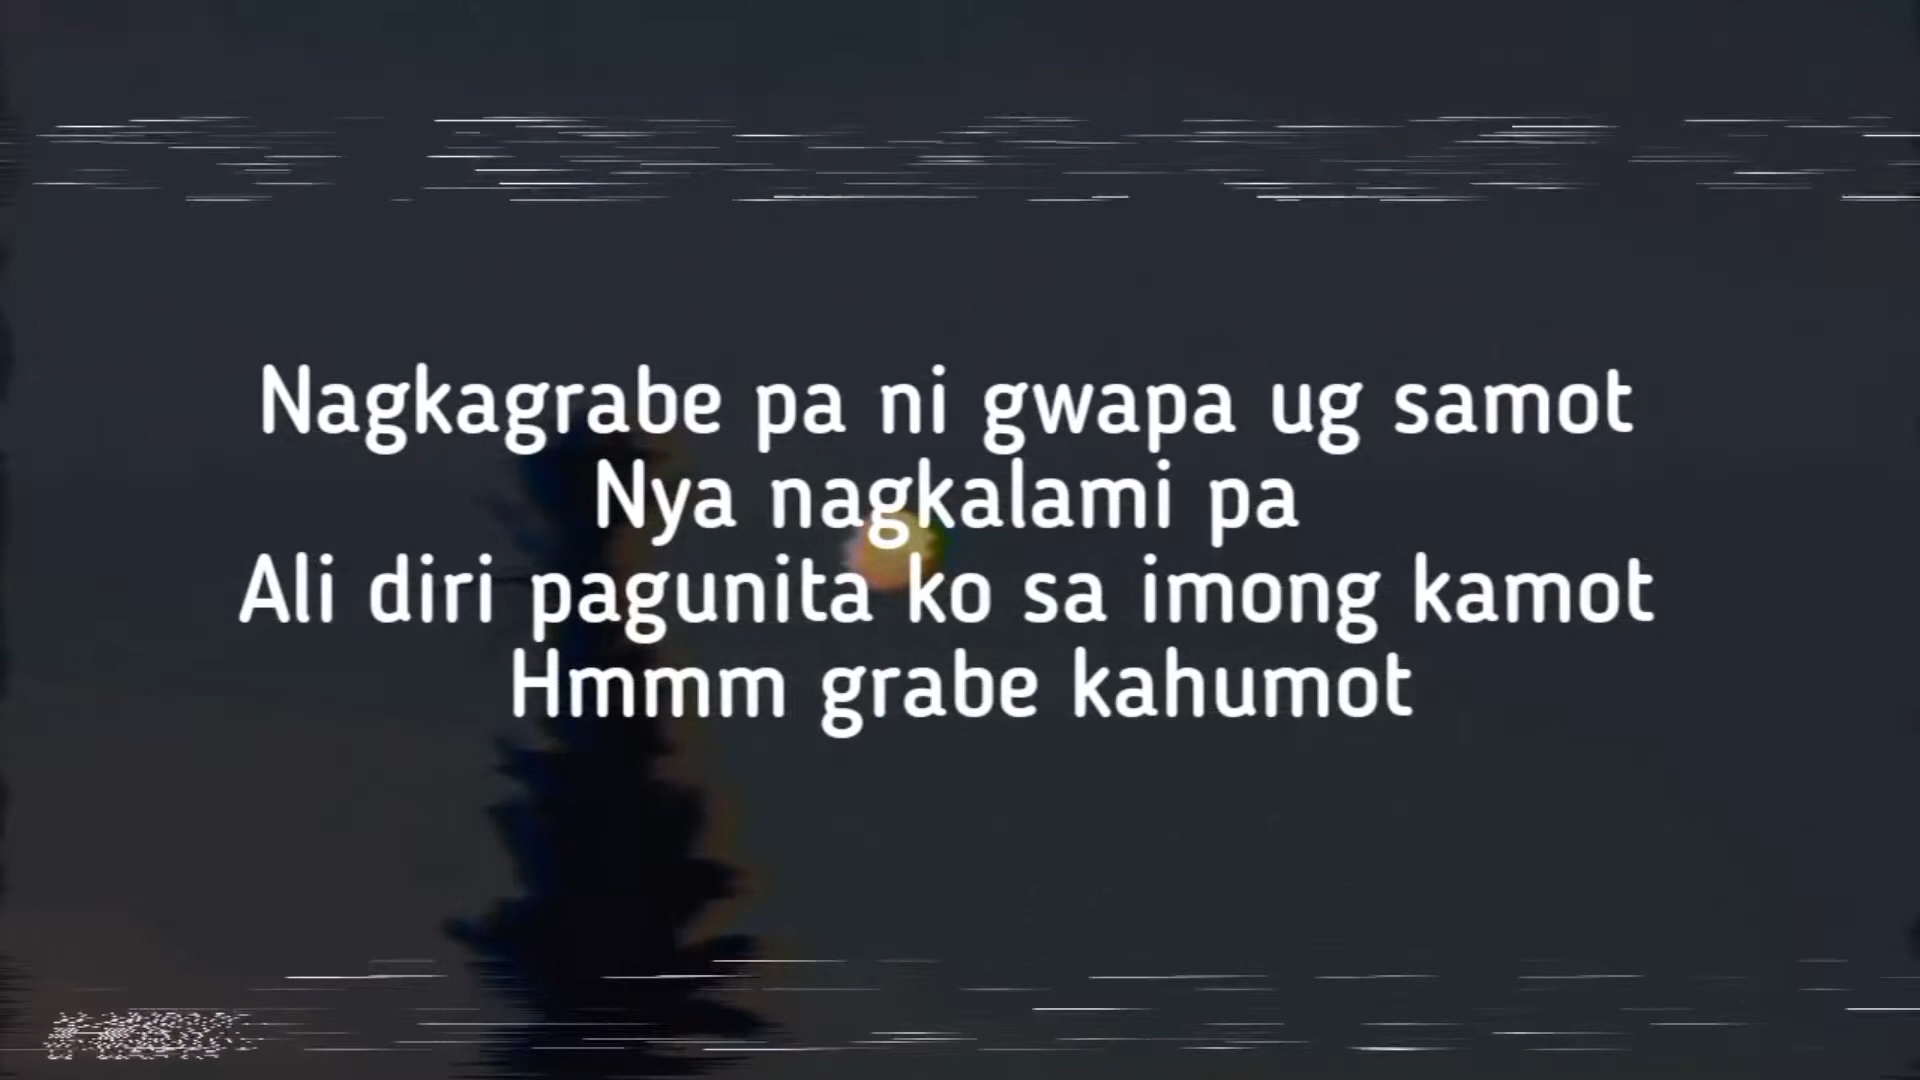 Nagkagrabe pa ni gwapa ug samot
Nya nagkalami pa
Ali diri pagunita ko sa imong kamot
Hmmm grabe kahumot